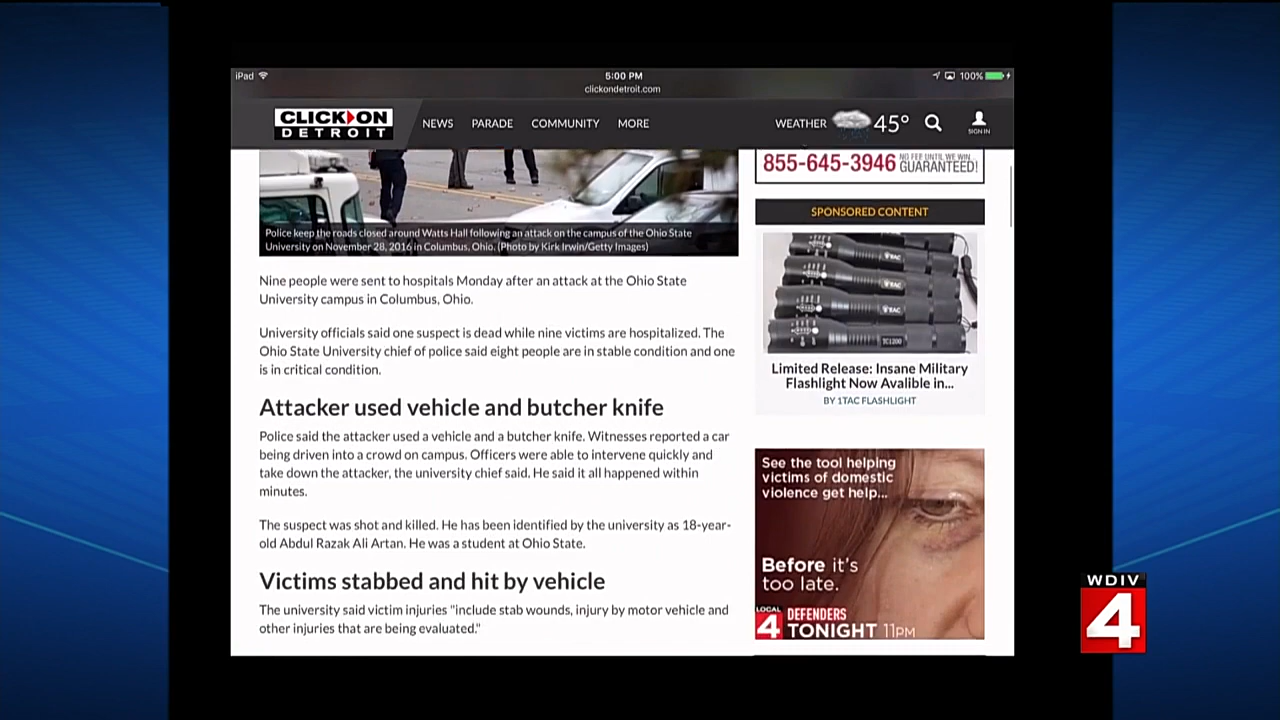 iPad
5:00 PM
100%
clickondetroit.com
CLICK ON
DETROIT
NEWS
PARADE
COMMUNITY
MORE
WEATHER
45°
SIGN IN
Police keep the roads closed around Watts Hall following an attack on the campus of the Ohio State
University on November 28, 2016 in Columbus, Ohio. (Photo by Kirk Irwin/Getty Images)
Nine people were sent to hospitals Monday after an attack at the Ohio State
University campus in Columbus, Ohio.
University officials said one suspect is dead while nine victims are hospitalized. The
Ohio State University chief of police said eight people are in stable condition and one
is in critical condition.
Attacker used vehicle and butcher knife
Police said the attacker used a vehicle and a butcher knife. Witnesses reported a car
being driven into a crowd on campus. Officers were able to intervene quickly and
take down the attacker, the university chief said. He said it all happened within
minutes.
The suspect was shot and killed. He has been identified by the university as 18-year-
old Abdul Razak Ali Artan. He was a student at Ohio State.
Victims stabbed and hit by vehicle
The university said victim injuries "include stab wounds, injury by motor vehicle and
other injuries that are being evaluated."
855-645-3946
NO FEE UNTIL WE WIN...
GUARANTEED!
SPONSORED CONTENT
TAC
TAC
TAC
TAC
TC1200
Limited Release: Insane Military
Flashlight Now Avalible in...
BY 1TAC FLASHLIGHT
See the tool helping
victims of domestic
violence get help...
Before it's
too late.
LOCAL
4
DEFENDERS
TONIGHT 11PM
WDIV
4